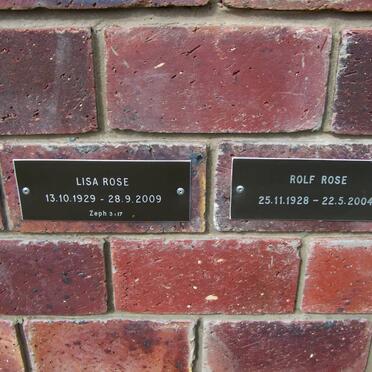 LISA ROSE
13.10.1929 - 28.9.2009
Zeph 3:17
ROLF ROSE
25.11.1928 - 22.5.2004